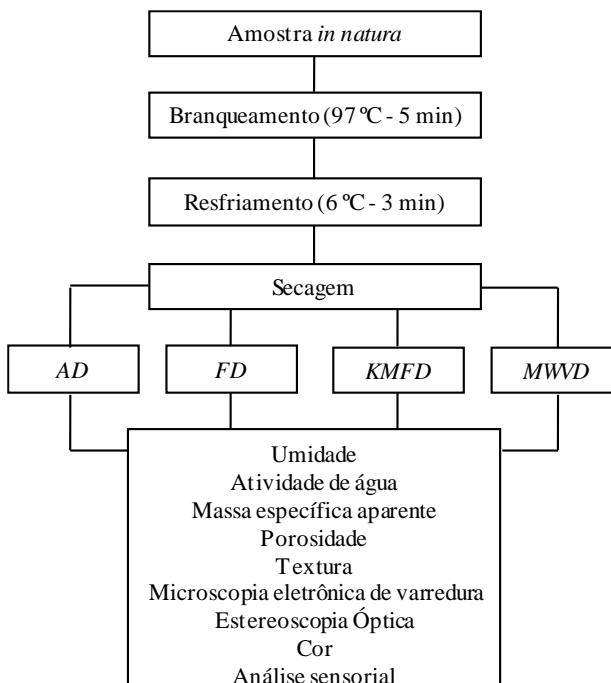 Amostra in natura
Branqueamento (97 ºC - 5 min)
Resfriamento (6 ºC - 3 min)
Secagem
AD
FD
KMFD
MWVD
Umidade
Atividade de água
Massa específica aparente
Porosidade
Textura
Microscopia eletrônica de varredura
Estereoscopia Óptica
Cor
Análise sensorial